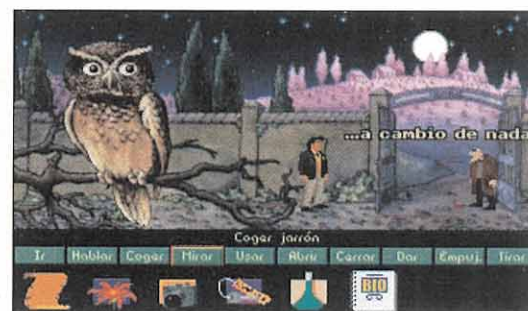 ...a cambio de nada
Coger jarrón
Ir Hablar Coger Mirar Usar Abrir Cerrar Dar Empuj. Tirar
BIO